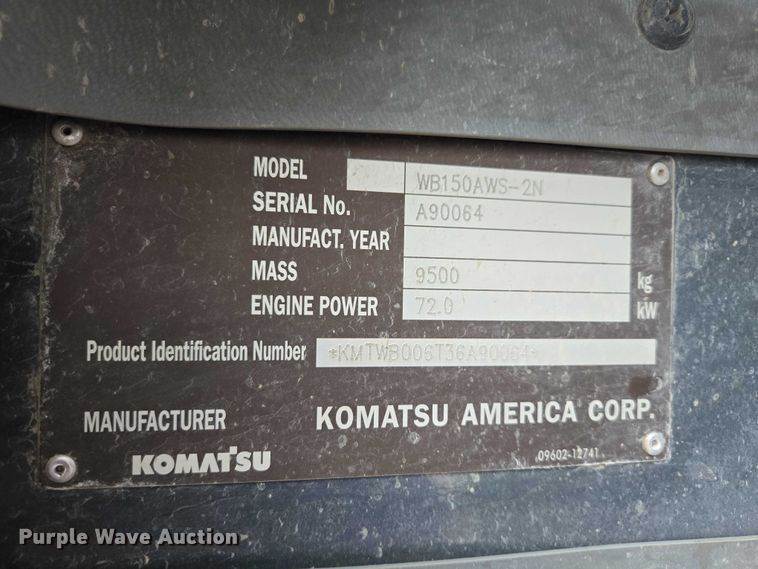 MODEL WB150AWS-2N
SERIAL No. A90064
MANUFACT. YEAR
MASS 9500 kg
ENGINE POWER 72.0 kW
Product Identification Number *KMTWB006T36A90064*
MANUFACTURER KOMATSU AMERICA CORP.
KOMATSU 09602-12741
Purple Wave Auction